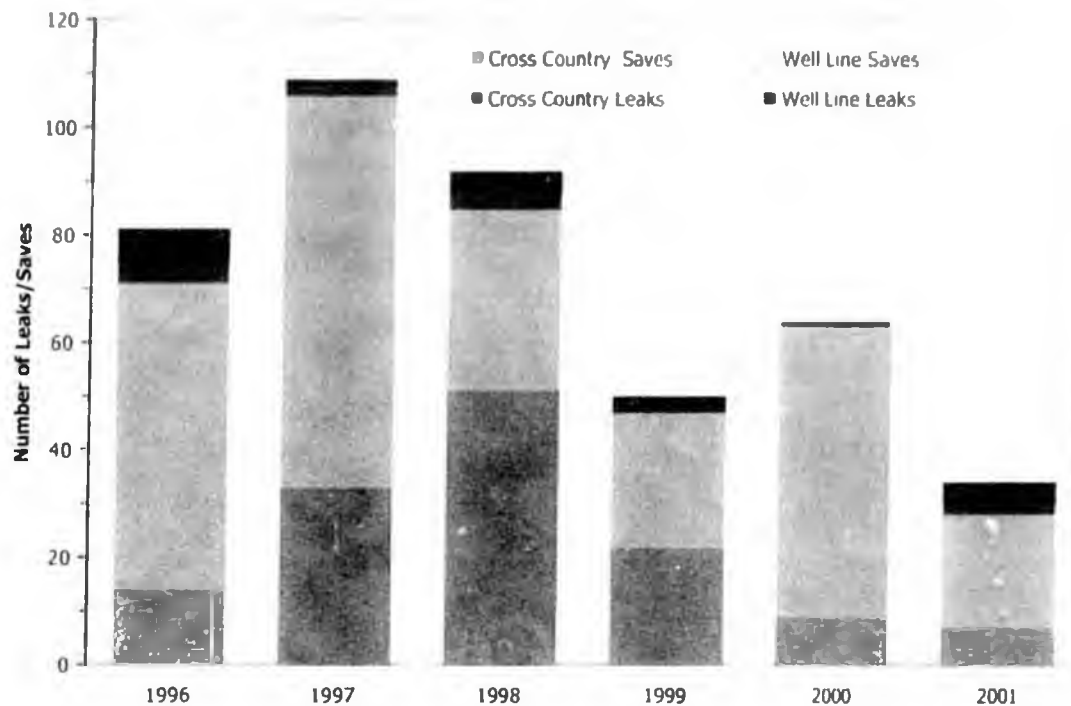 120
100
80
60
40
20
0
Number of Leaks/Saves
Cross Country Saves
Well Line Saves
Cross Country Leaks
Well Line Leaks
1996
1997
1998
1999
2000
2001